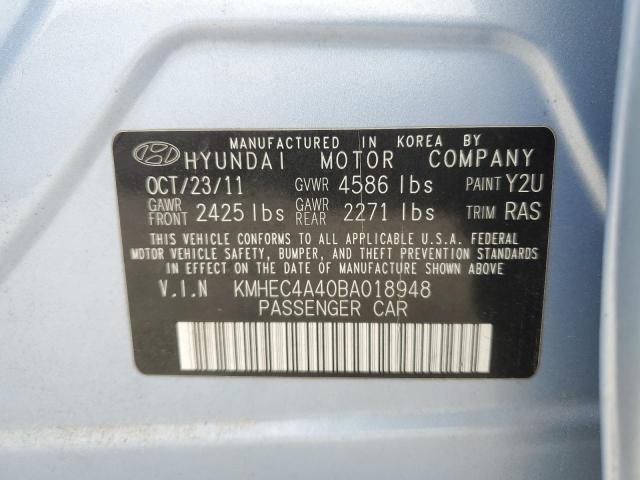 MANUFACTURED IN KOREA BY
HYUNDAI MOTOR COMPANY
OCT/23/11 GVWR 4586 lbs PAINT Y2U
GAWR FRONT 2425 lbs GAWR REAR 2271 lbs TRIM RAS
THIS VEHICLE CONFORMS TO ALL APPLICABLE U.S.A. FEDERAL
MOTOR VEHICLE SAFETY, BUMPER, AND THEFT PREVENTION STANDARDS
IN EFFECT ON THE DATE OF MANUFACTURE SHOWN ABOVE
V.I.N KMHEC4A40BA018948
PASSENGER CAR